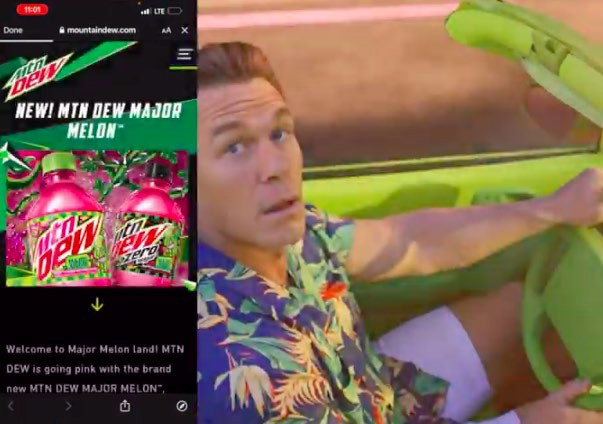 11:01
LTE
Done
mountaindew.com
AA
Mtn
DEW
NEW! MTN DEW MAJOR
MELON™
Mtn
DEW
mtn
DEW
ZERO
Welcome to Major Melon land! MTN
DEW is going pink with the brand
new MTN DEW MAJOR MELON™,